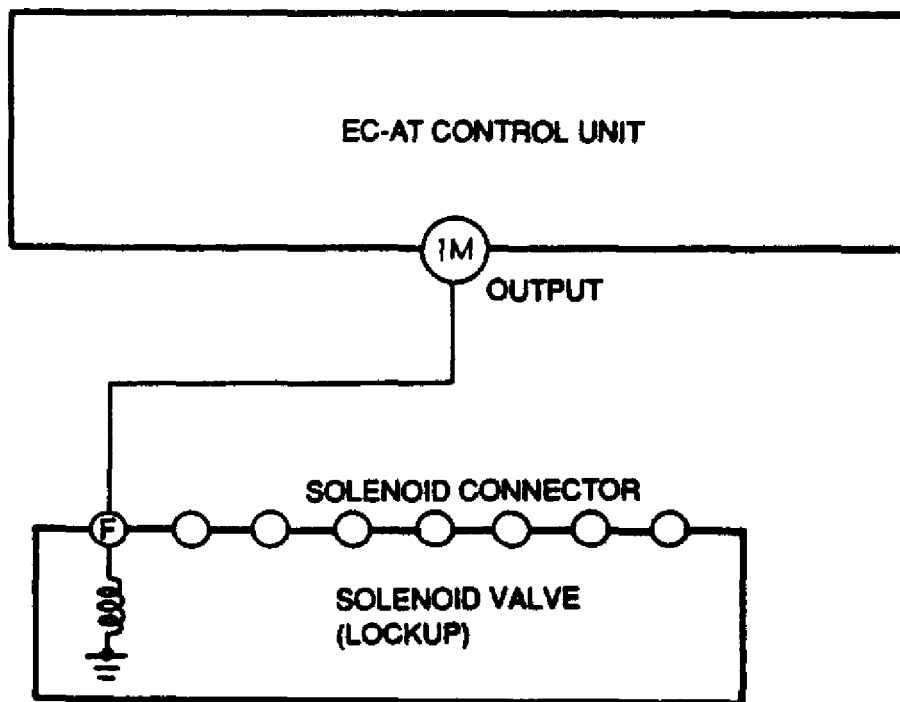 EC-AT CONTROL UNIT
1M
OUTPUT
SOLENOID CONNECTOR
F
SOLENOID VALVE
(LOCKUP)